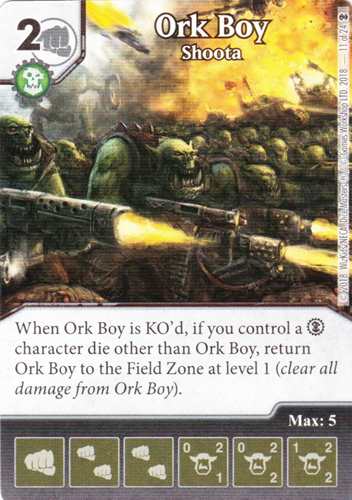 2
Ork Boy
Shoota
When Ork Boy is KO'd, if you control a
character die other than Ork Boy, return
Ork Boy to the Field Zone at level 1 (clear all
damage from Ork Boy).
Max: 5
0 2 1
0 2 2
1 2 2